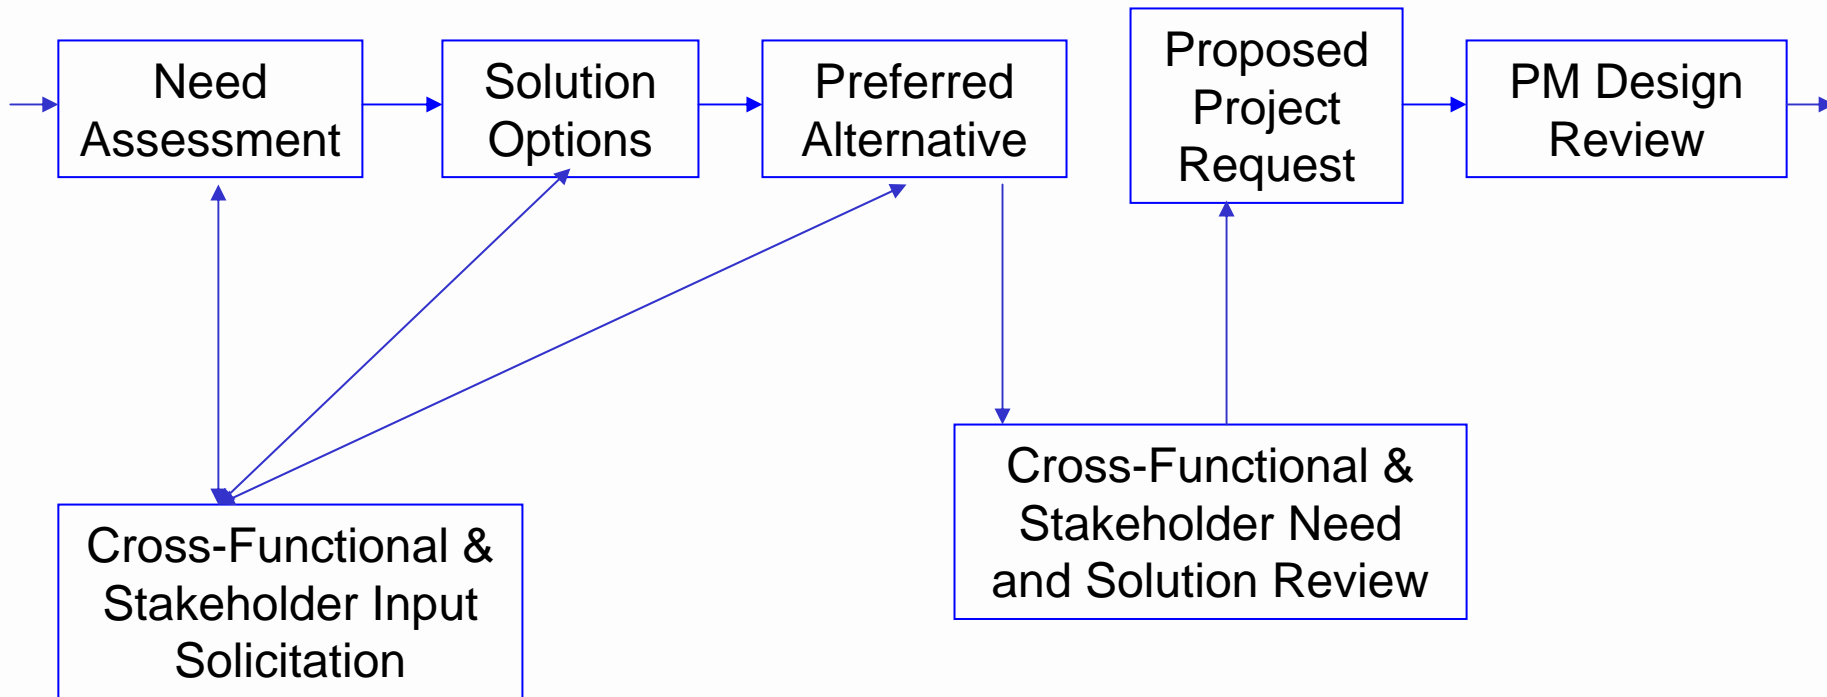 Need
Assessment
Solution
Options
Preferred
Alternative
Proposed
Project
Request
PM Design
Review
Cross-Functional &
Stakeholder Input
Solicitation
Cross-Functional &
Stakeholder Need
and Solution Review